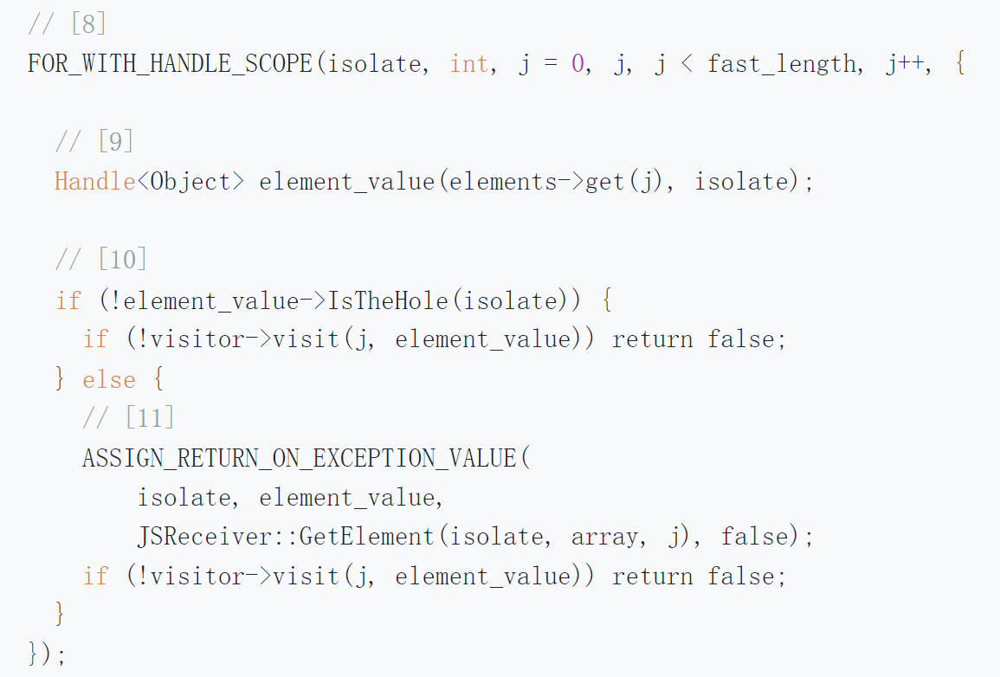 // [8]
FOR_WITH_HANDLE_SCOPE(isolate, int, j = 0, j, j < fast_length, j++, {
// [9]
Handle<Object> element_value(elements->get(j), isolate);
// [10]
if (!element_value->IsTheHole(isolate)) {
if (!visitor->visit(j, element_value)) return false;
} else {
// [11]
ASSIGN_RETURN_ON_EXCEPTION_VALUE(
isolate, element_value,
JSReceiver::GetElement(isolate, array, j), false);
if (!visitor->visit(j, element_value)) return false;
}
});